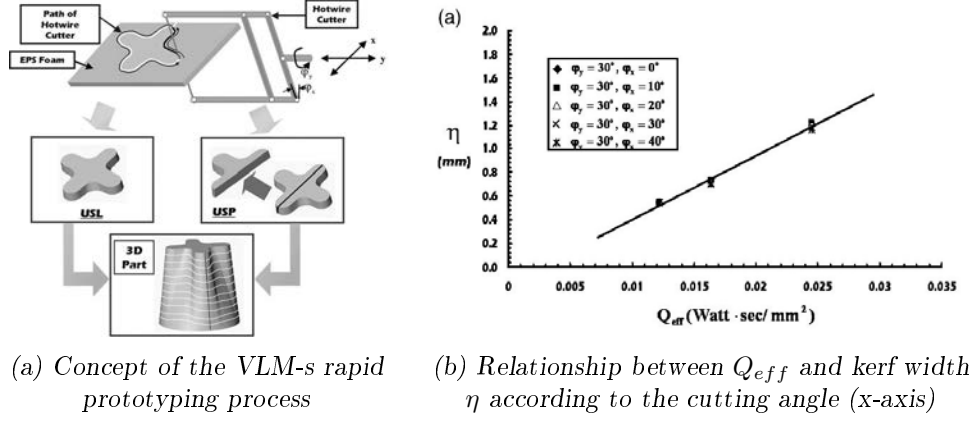 Path of
Hotwire
Cutter
EPS Foam
Hotwire
Cutter
x
y
φy
φx
USL
USP
3D
Part
(a)
2.0
1.8
1.6
1.4
1.2
1.0
0.8
0.6
0.4
0.2
0.0
η
(mm)
φy = 30°, φx = 0°
φy = 30°, φx = 10°
φy = 30°, φx = 20°
φy = 30°, φx = 30°
φy = 30°, φx = 40°
0 0.005 0.01 0.015 0.02 0.025 0.03 0.035
Qeff (Watt·sec/mm²)
(a) Concept of the VLM-s rapid
prototyping process
(b) Relationship between Qeff and kerf width
η according to the cutting angle (x-axis)